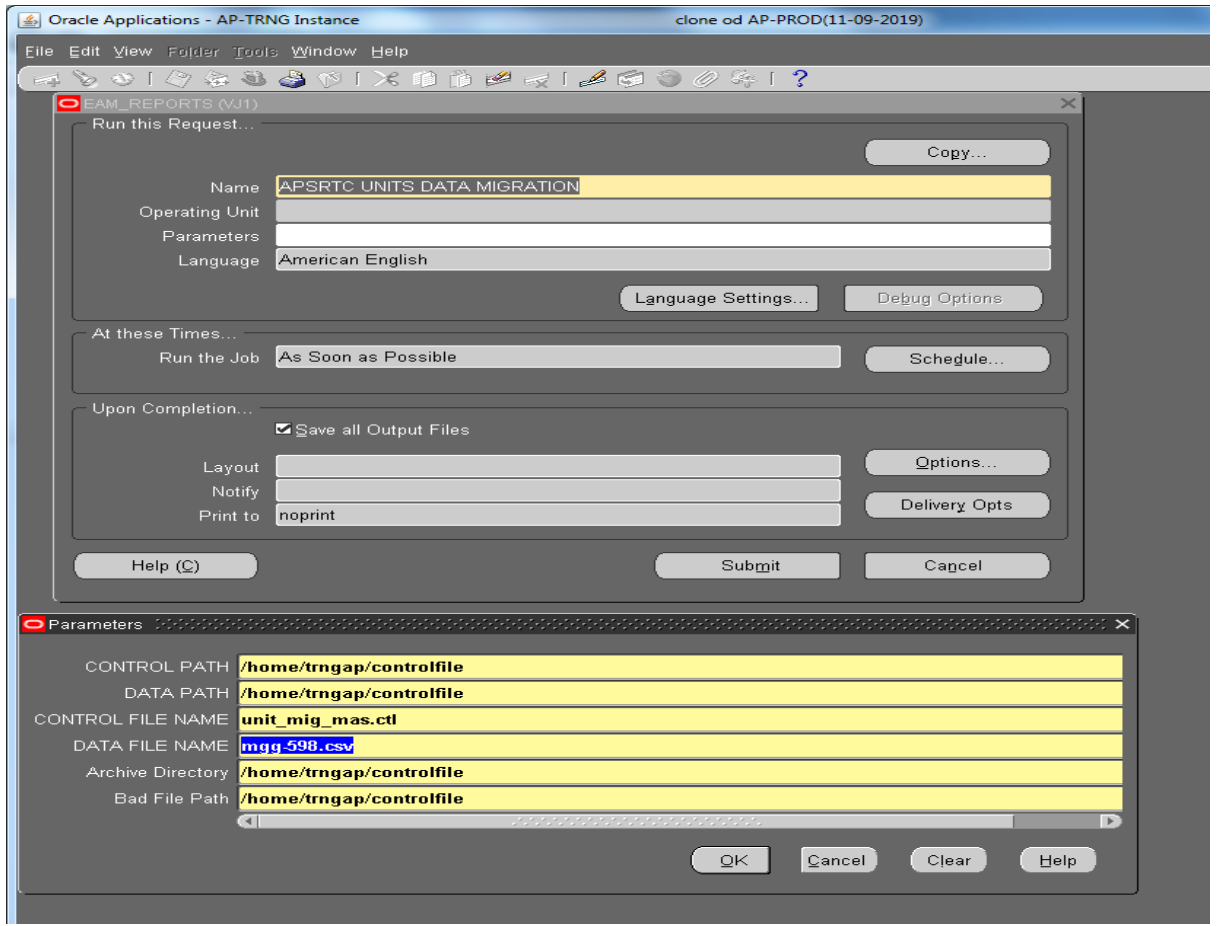 Oracle Applications - AP-TRNG Instance clone od AP-PROD(11-09-2019)
File Edit View Folder Tools Window Help
EAM_REPORTS (VJ1)
Run this Request...
Copy...
Name APSRTC UNITS DATA MIGRATION
Operating Unit
Parameters
Language American English
Language Settings... Debug Options
At these Times...
Run the Job As Soon as Possible Schedule...
Upon Completion...
Save all Output Files
Layout Options...
Notify
Delivery Opts
Print to noprint
Help (C) Submit Cancel
Parameters
CONTROL PATH /home/trngap/controlfile
DATA PATH /home/trngap/controlfile
CONTROL FILE NAME unit_mig_mas.ctl
DATA FILE NAME mgg-598.csv
Archive Directory /home/trngap/controlfile
Bad File Path /home/trngap/controlfile
OK Cancel Clear Help